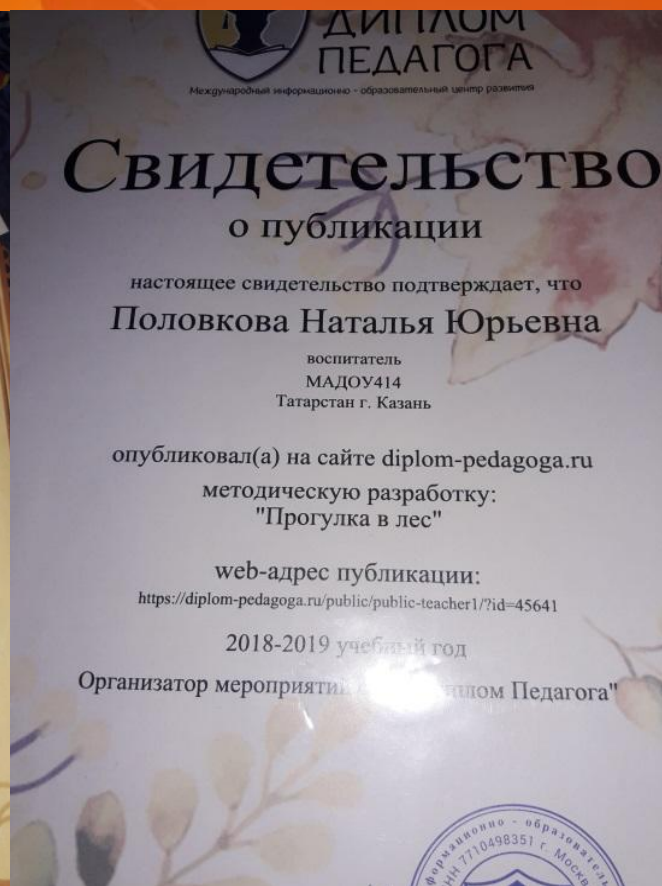 ДИПЛОМ
ПЕДАГОГА
Международный информационно - образовательный центр развития
Свидетельство
о публикации
настоящее свидетельство подтверждает, что
Половкова Наталья Юрьевна
воспитатель
МАДОУ414
Татарстан г. Казань
опубликовал(а) на сайте diplom-pedagoga.ru
методическую разработку:
"Прогулка в лес"
web-адрес публикации:
https://diplom-pedagoga.ru/public/public-teacher1/?id=45641
2018-2019 учебный год
Организатор Педагога"
7710498351 г.